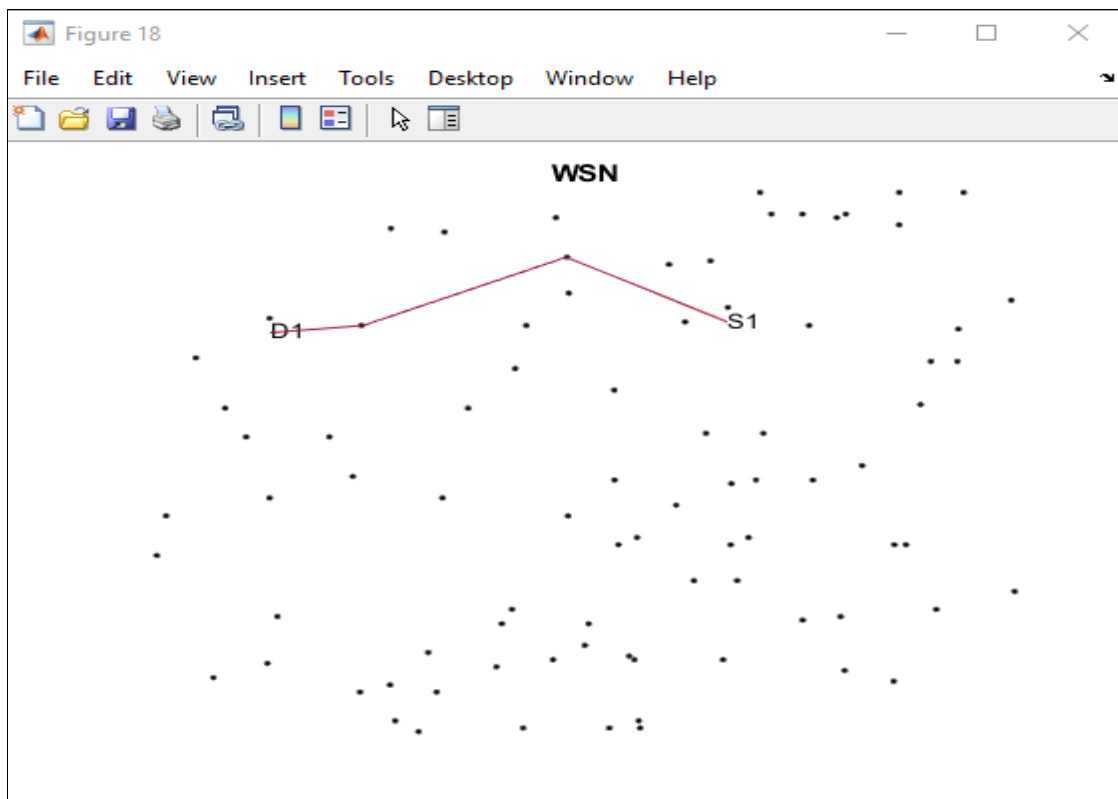 Figure 18
File Edit View Insert Tools Desktop Window Help
WSN
D1
S1